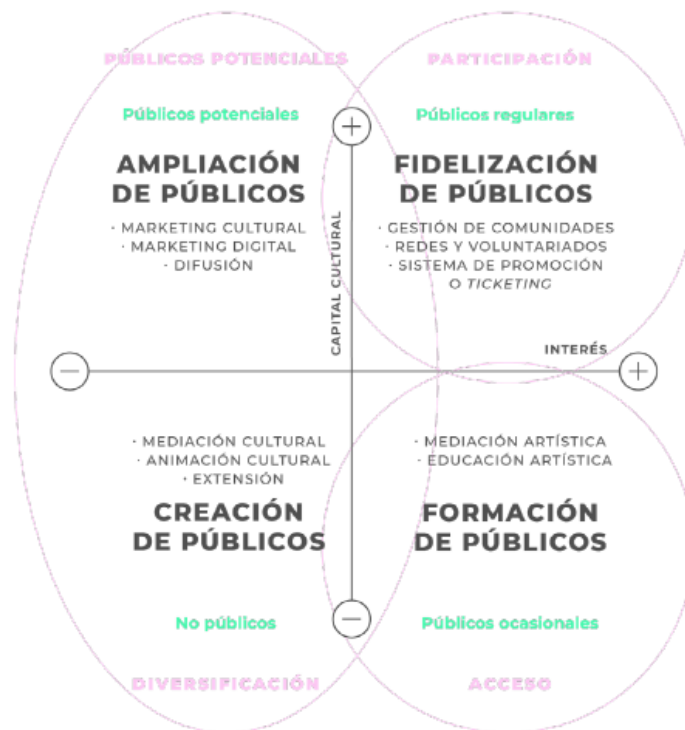 PÚBLICOS POTENCIALES
Públicos potenciales
AMPLIACIÓN
DE PÚBLICOS
· MARKETING CULTURAL
· MARKETING DIGITAL
· DIFUSIÓN
PARTICIPACIÓN
Públicos regulares
FIDELIZACIÓN
DE PÚBLICOS
· GESTIÓN DE COMUNIDADES
· REDES Y VOLUNTARIADOS
· SISTEMA DE PROMOCIÓN
O TICKETING
+
CAPITAL CULTURAL
−
INTERÉS
+
· MEDIACIÓN CULTURAL
· ANIMACIÓN CULTURAL
· EXTENSIÓN
CREACIÓN
DE PÚBLICOS
No públicos
DIVERSIFICACIÓN
· MEDIACIÓN ARTÍSTICA
· EDUCACIÓN ARTÍSTICA
FORMACIÓN
DE PÚBLICOS
Públicos ocasionales
ACCESO
−